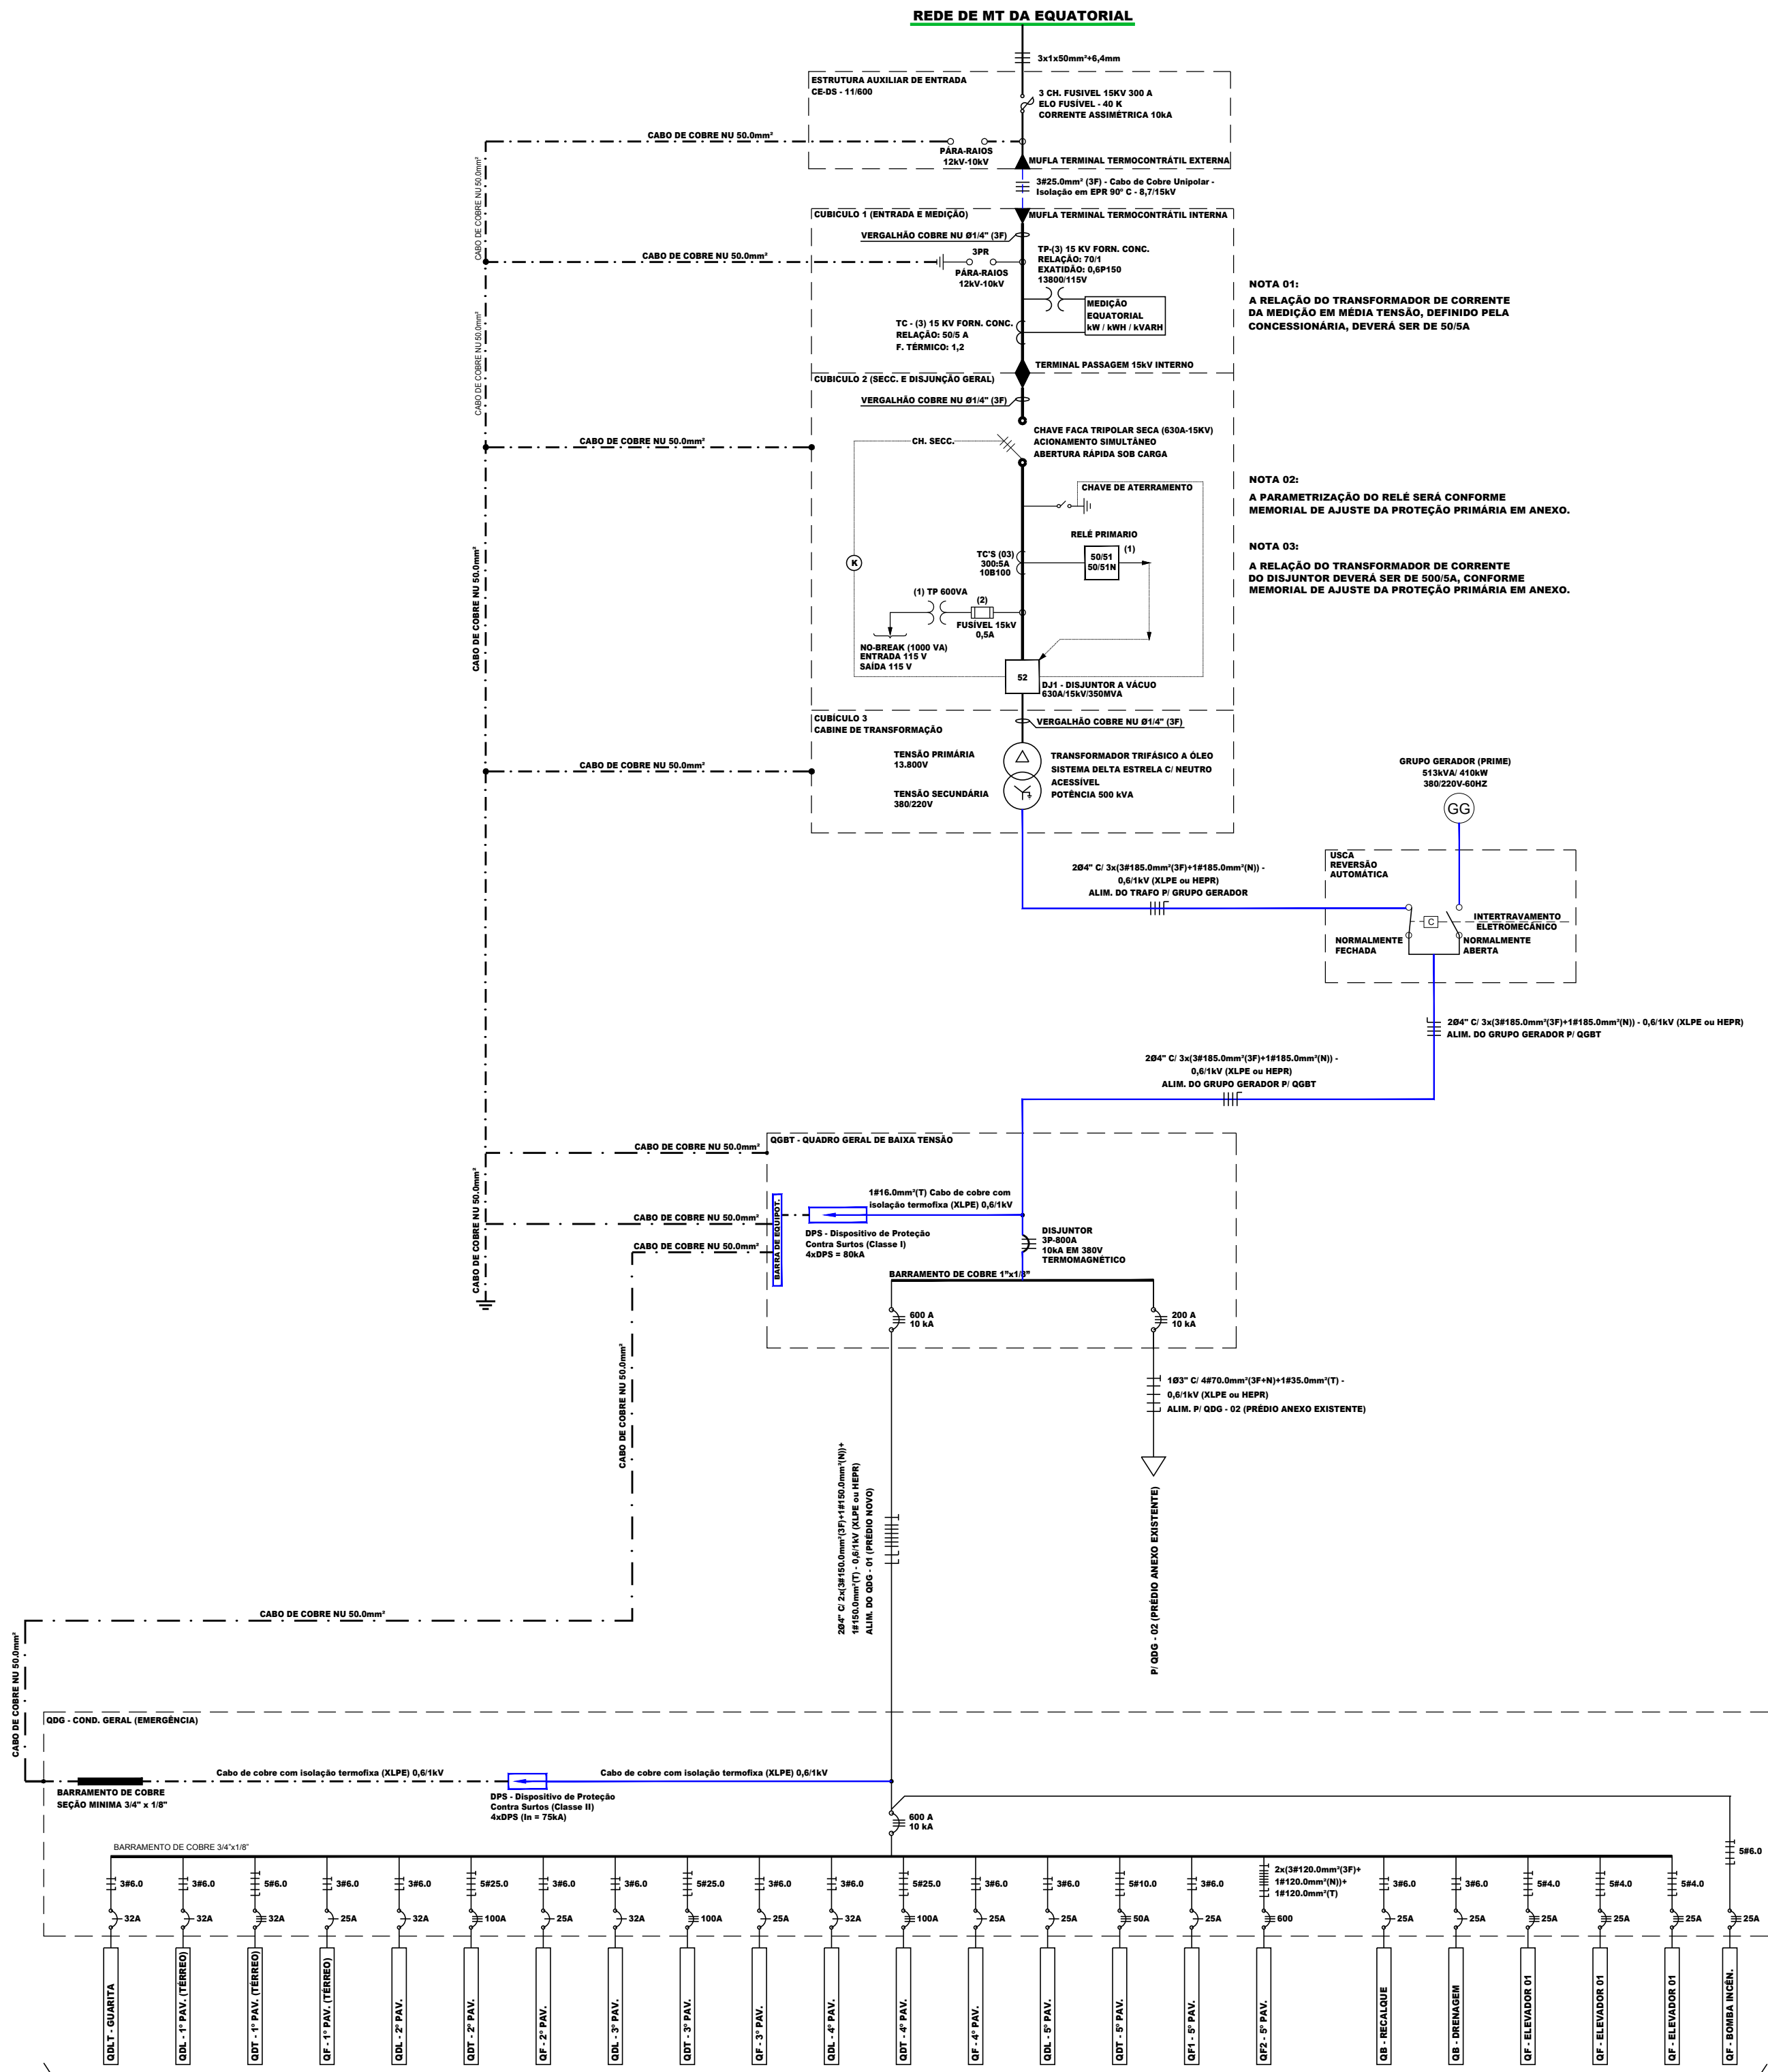 REDE DE MT DA EQUATORIAL
3x1x50mm²+6,4mm
ESTRUTURA AUXILIAR DE ENTRADA
CE-DS - 11/600
3 CH. FUSIVEL 15KV 300 A
ELO FUSÍVEL - 40 K
CORRENTE ASSIMÉTRICA 10kA
CABO DE COBRE NU 50.0mm²
PÁRA-RAIOS
12kV-10kV
MUFLA TERMINAL TERMOCONTRÁTIL EXTERNA
CABO DE COBRE NU 50.0mm²
3#25.0mm² (3F) - Cabo de Cobre Unipolar -
Isolação em EPR 90º C - 8,7/15kV
CUBICULO 1 (ENTRADA E MEDIÇÃO)
MUFLA TERMINAL TERMOCONTRÁTIL INTERNA
VERGALHÃO COBRE NU Ø1/4" (3F)
CABO DE COBRE NU 50.0mm²
3PR
PÁRA-RAIOS
12kV-10kV
TP-(3) 15 KV FORN. CONC.
RELAÇÃO: 70/1
EXATIDÃO: 0,6P150
13800/115V
MEDIÇÃO
EQUATORIAL
kW / kWH / kVARH
TC - (3) 15 KV FORN. CONC.
RELAÇÃO: 50/5 A
F. TÉRMICO: 1,2
NOTA 01:
A RELAÇÃO DO TRANSFORMADOR DE CORRENTE
DA MEDIÇÃO EM MÉDIA TENSÃO, DEFINIDO PELA
CONCESSIONÁRIA, DEVERÁ SER DE 50/5A
CABO DE COBRE NU 50.0mm²
TERMINAL PASSAGEM 15kV INTERNO
CUBICULO 2 (SECC. E DISJUNÇÃO GERAL)
VERGALHÃO COBRE NU Ø1/4" (3F)
CABO DE COBRE NU 50.0mm²
CH. SECC.
CHAVE FACA TRIPOLAR SECA (630A-15KV)
ACIONAMENTO SIMULTÂNEO
ABERTURA RÁPIDA SOB CARGA
CHAVE DE ATERRAMENTO
NOTA 02:
A PARAMETRIZAÇÃO DO RELÉ SERÁ CONFORME
MEMORIAL DE AJUSTE DA PROTEÇÃO PRIMÁRIA EM ANEXO.
NOTA 03:
A RELAÇÃO DO TRANSFORMADOR DE CORRENTE
DO DISJUNTOR DEVERÁ SER DE 500/5A, CONFORME
MEMORIAL DE AJUSTE DA PROTEÇÃO PRIMÁRIA EM ANEXO.
RELÉ PRIMARIO
K
TC'S (03)
300:5A
10B100
50/51
50/51N
(1)
(1) TP 600VA
(2)
FUSÍVEL 15kV
0,5A
NO-BREAK (1000 VA)
ENTRADA 115 V
SAÍDA 115 V
52
DJ1 - DISJUNTOR A VÁCUO
630A/15kV/350MVA
CABO DE COBRE NU 50.0mm²
CUBÍCULO 3
CABINE DE TRANSFORMAÇÃO
VERGALHÃO COBRE NU Ø1/4" (3F)
CABO DE COBRE NU 50.0mm²
TENSÃO PRIMÁRIA
13.800V
TENSÃO SECUNDÁRIA
380/220V
TRANSFORMADOR TRIFÁSICO A ÓLEO
SISTEMA DELTA ESTRELA C/ NEUTRO
ACESSÍVEL
POTÊNCIA 500 kVA
GRUPO GERADOR (PRIME)
513kVA/ 410kW
380/220V-60HZ
GG
USCA
REVERSÃO
AUTOMÁTICA
2Ø4" C/ 3x(3#185.0mm²(3F)+1#185.0mm²(N)) -
0,6/1kV (XLPE ou HEPR)
ALIM. DO TRAFO P/ GRUPO GERADOR
C
INTERTRAVAMENTO
ELETROMECÂNICO
NORMALMENTE
FECHADA
NORMALMENTE
ABERTA
2Ø4" C/ 3x(3#185.0mm²(3F)+1#185.0mm²(N)) - 0,6/1kV (XLPE ou HEPR)
ALIM. DO GRUPO GERADOR P/ QGBT
2Ø4" C/ 3x(3#185.0mm²(3F)+1#185.0mm²(N)) -
0,6/1kV (XLPE ou HEPR)
ALIM. DO GRUPO GERADOR P/ QGBT
CABO DE COBRE NU 50.0mm²
QGBT - QUADRO GERAL DE BAIXA TENSÃO
CABO DE COBRE NU 50.0mm²
1#16.0mm²(T) Cabo de cobre com
isolação termofixa (XLPE) 0,6/1kV
CABO DE COBRE NU 50.0mm²
BARRA DE EQUIPOT.
DPS - Dispositivo de Proteção
Contra Surtos (Classe I)
4xDPS = 80kA
DISJUNTOR
3P-800A
10kA EM 380V
TERMOMAGNÉTICO
CABO DE COBRE NU 50.0mm²
BARRAMENTO DE COBRE 1"x1/8"
600 A
10 kA
200 A
10 kA
CABO DE COBRE NU 50.0mm²
1Ø3" C/ 4#70.0mm²(3F+N)+1#35.0mm²(T) -
0,6/1kV (XLPE ou HEPR)
ALIM. P/ QDG - 02 (PRÉDIO ANEXO EXISTENTE)
2Ø4" C/ 2x(3#150.0mm²(3F)+1#150.0mm²(N))+
1#150.0mm²(T) - 0,6/1kV (XLPE ou HEPR)
ALIM. DO QDG - 01 (PRÉDIO NOVO)
P/ QDG - 02 (PRÉDIO ANEXO EXISTENTE)
CABO DE COBRE NU 50.0mm²
CABO DE COBRE NU 50.0mm²
QDG - COND. GERAL (EMERGÊNCIA)
BARRAMENTO DE COBRE
SEÇÃO MINIMA 3/4" x 1/8"
Cabo de cobre com isolação termofixa (XLPE) 0,6/1kV
Cabo de cobre com isolação termofixa (XLPE) 0,6/1kV
DPS - Dispositivo de Proteção
Contra Surtos (Classe II)
4xDPS (In = 75kA)
600 A
10 kA
BARRAMENTO DE COBRE 3/4"x1/8"
3#6.0
3#6.0
5#6.0
3#6.0
3#6.0
5#25.0
3#6.0
3#6.0
5#25.0
3#6.0
3#6.0
5#25.0
3#6.0
3#6.0
5#10.0
3#6.0
2x(3#120.0mm²(3F)+
1#120.0mm²(N))+
1#120.0mm²(T)
3#6.0
3#6.0
5#4.0
5#4.0
5#4.0
5#6.0
32A
32A
32A
25A
32A
100A
25A
32A
100A
25A
32A
100A
25A
25A
50A
25A
600
25A
25A
25A
25A
25A
25A
QDLT - GUARITA
QDL - 1º PAV. (TÉRREO)
QDT - 1º PAV. (TÉRREO)
QF - 1º PAV. (TÉRREO)
QDL - 2º PAV.
QDT - 2º PAV.
QF - 2º PAV.
QDL - 3º PAV.
QDT - 3º PAV.
QF - 3º PAV.
QDL - 4º PAV.
QDT - 4º PAV.
QF - 4º PAV.
QDL - 5º PAV.
QDT - 5º PAV.
QF1 - 5º PAV.
QF2 - 5º PAV.
QB - RECALQUE
QB - DRENAGEM
QF - ELEVADOR 01
QF - ELEVADOR 01
QF - ELEVADOR 01
QF - BOMBA INCÊN.